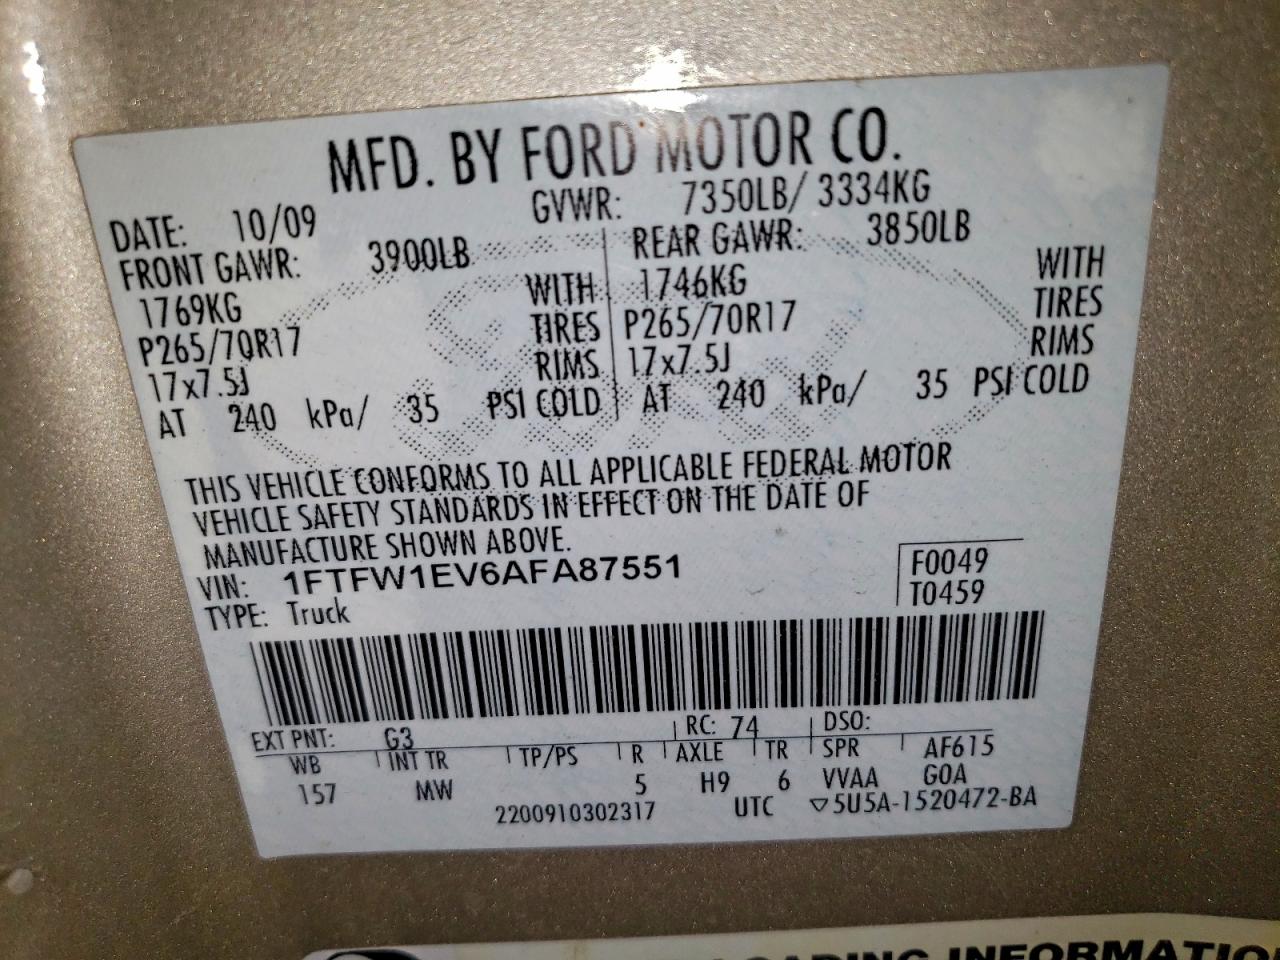 MFD. BY FORD MOTOR CO.
DATE: 10/09 GVWR: 7350LB/ 3334KG
FRONT GAWR: 3900LB REAR GAWR: 3850LB
1769KG WITH 1746KG WITH
P265/70R17 TIRES P265/70R17 TIRES
17x7.5J RIMS 17x7.5J RIMS
AT 240 kPa/ 35 PSI COLD AT 240 kPa/ 35 PSI COLD
THIS VEHICLE CONFORMS TO ALL APPLICABLE FEDERAL MOTOR
VEHICLE SAFETY STANDARDS IN EFFECT ON THE DATE OF
MANUFACTURE SHOWN ABOVE.
VIN: 1FTFW1EV6AFA87551 F0049
TYPE: Truck T0459
EXT PNT: G3 RC: 74 DSO:
WB INT TR TP/PS R AXLE TR SPR AF615
157 MW 5 H9 6 VVAA GOA
2200910302317 UTC ▽5U5A-1520472-BA
INFORMATIO